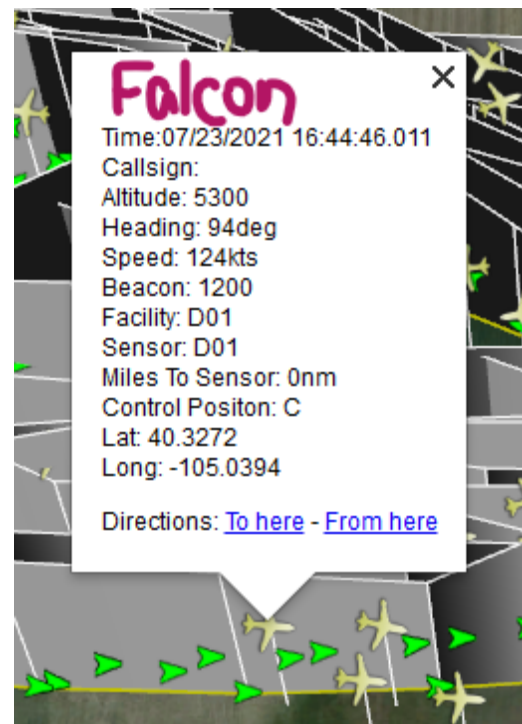 Falcon
Time:07/23/2021 16:44:46.011
Callsign:
Altitude: 5300
Heading: 94deg
Speed: 124kts
Beacon: 1200
Facility: D01
Sensor: D01
Miles To Sensor: 0nm
Control Positon: C
Lat: 40.3272
Long: -105.0394
Directions: To here - From here